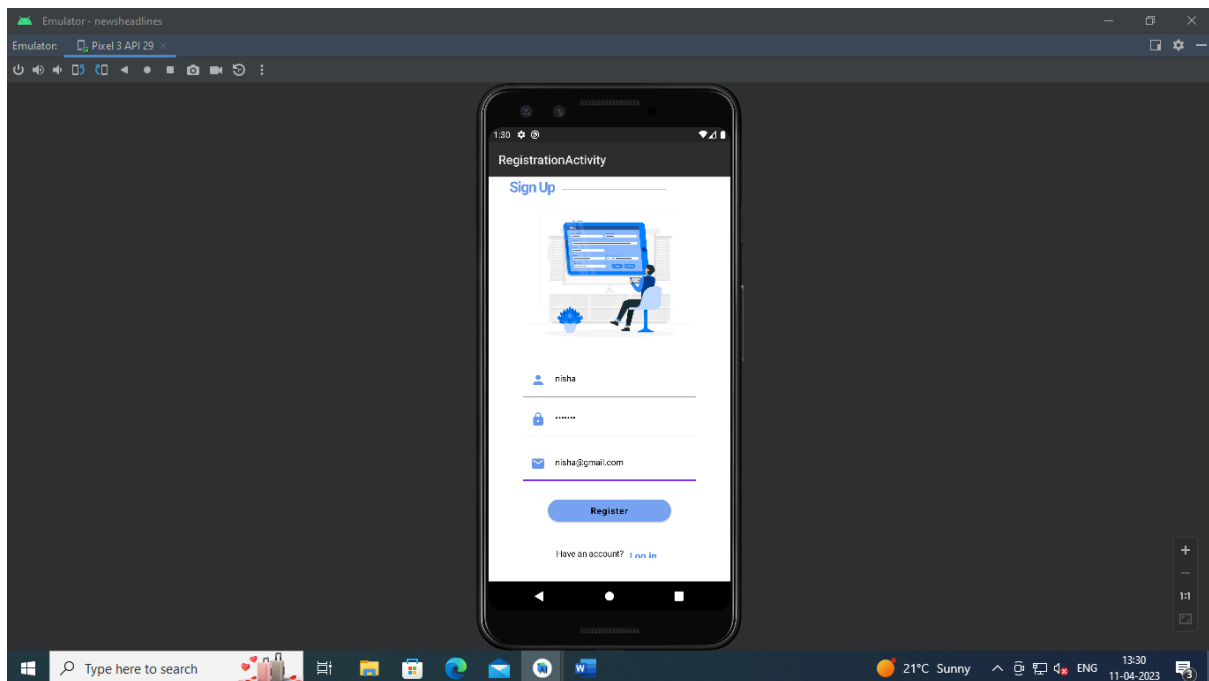 Emulator - newsheadlines
Emulator: Pixel 3 API 29
1:30
RegistrationActivity
Sign Up
nisha
•••••••
nisha@gmail.com
Register
Have an account? Log in
1:1
Type here to search
21°C Sunny
ENG
13:30
11-04-2023
3